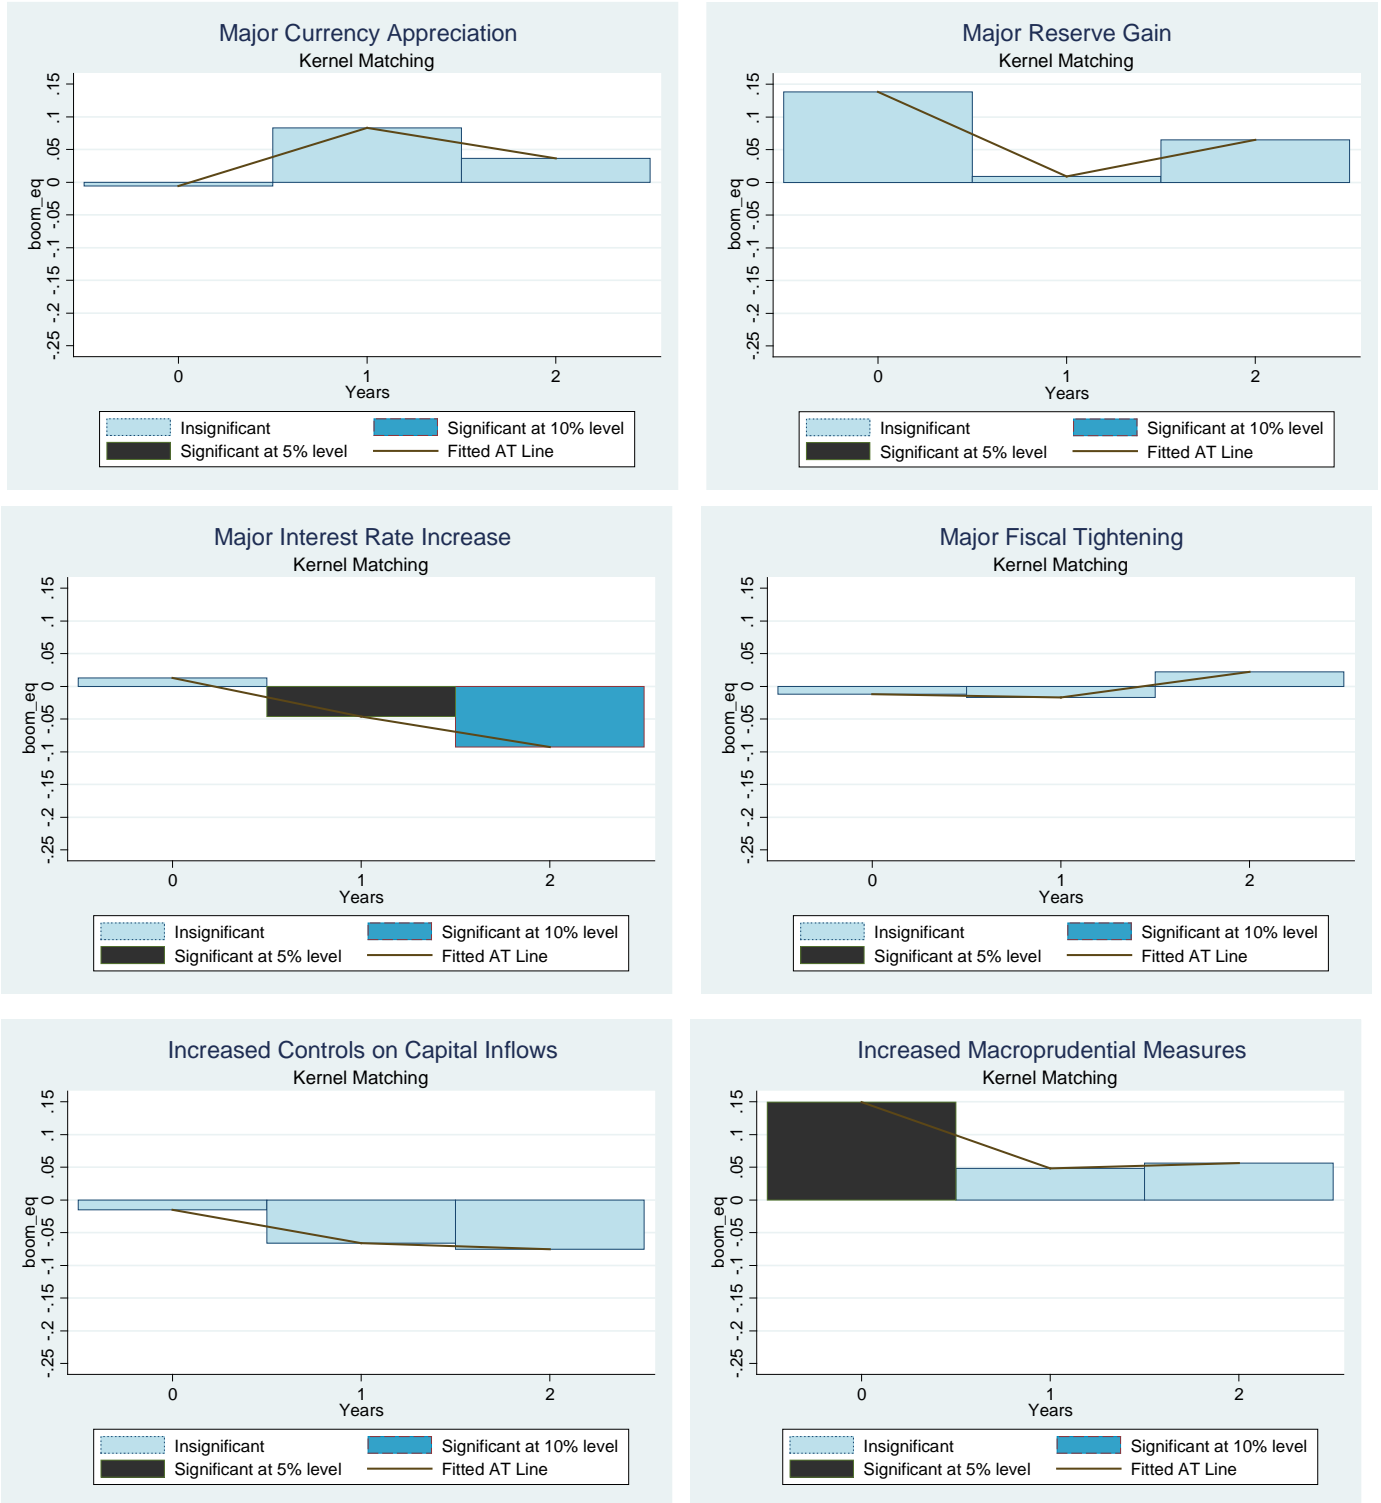 Major Currency Appreciation
Kernel Matching
boom_eq
-.25 -.2 -.15 -.1 -.05 0 .05 .1 .15
0 1 2
Years
Insignificant Significant at 10% level
Significant at 5% level Fitted AT Line
Major Reserve Gain
Kernel Matching
boom_eq
-.25 -.2 -.15 -.1 -.05 0 .05 .1 .15
0 1 2
Years
Insignificant Significant at 10% level
Significant at 5% level Fitted AT Line
Major Interest Rate Increase
Kernel Matching
boom_eq
-.25 -.2 -.15 -.1 -.05 0 .05 .1 .15
0 1 2
Years
Insignificant Significant at 10% level
Significant at 5% level Fitted AT Line
Major Fiscal Tightening
Kernel Matching
boom_eq
-.25 -.2 -.15 -.1 -.05 0 .05 .1 .15
0 1 2
Years
Insignificant Significant at 10% level
Significant at 5% level Fitted AT Line
Increased Controls on Capital Inflows
Kernel Matching
boom_eq
-.25 -.2 -.15 -.1 -.05 0 .05 .1 .15
0 1 2
Years
Insignificant Significant at 10% level
Significant at 5% level Fitted AT Line
Increased Macroprudential Measures
Kernel Matching
boom_eq
-.25 -.2 -.15 -.1 -.05 0 .05 .1 .15
0 1 2
Years
Insignificant Significant at 10% level
Significant at 5% level Fitted AT Line